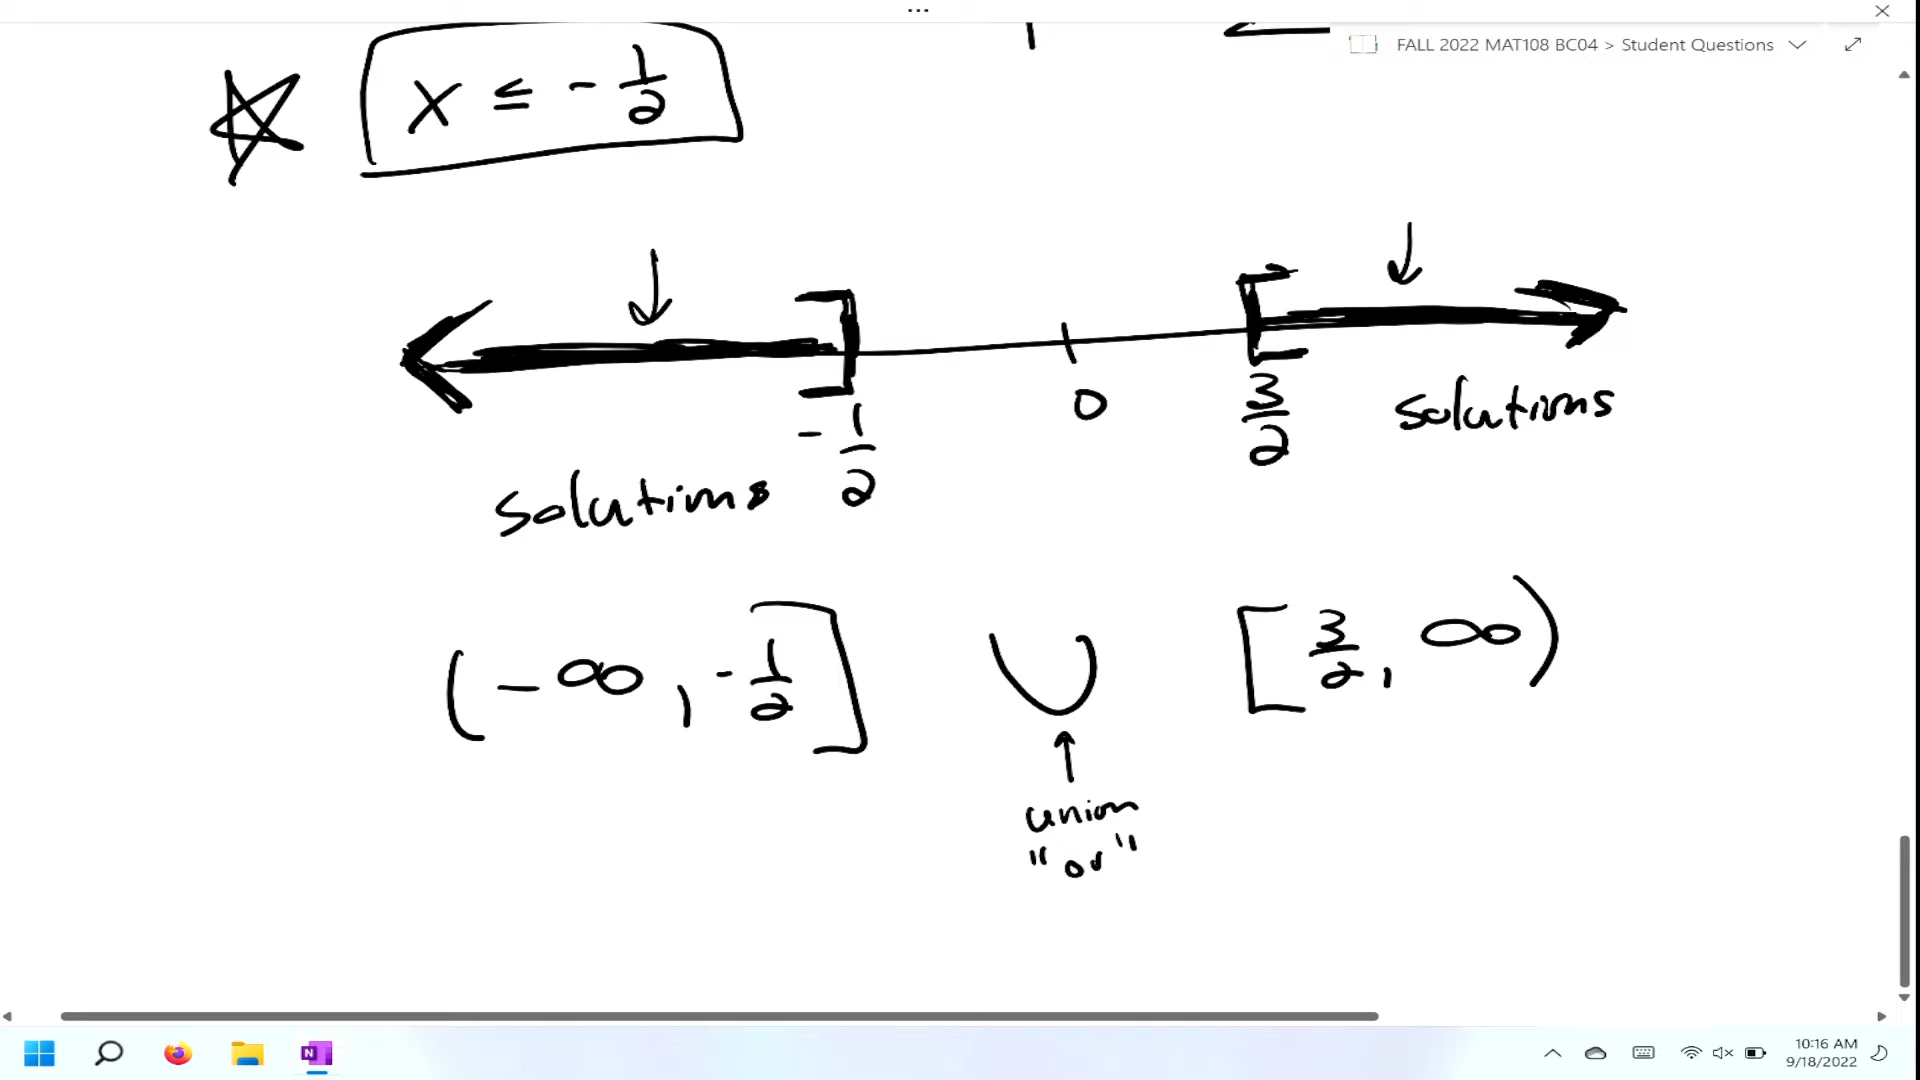 ...
FALL 2022 MAT108 BC04 > Student Questions
x ≤ - 1/2
- 1/2 0 3/2
solutions solutions
(-∞, -1/2] ∪ [3/2, ∞)
↑
union
"or"
N
10:16 AM
9/18/2022